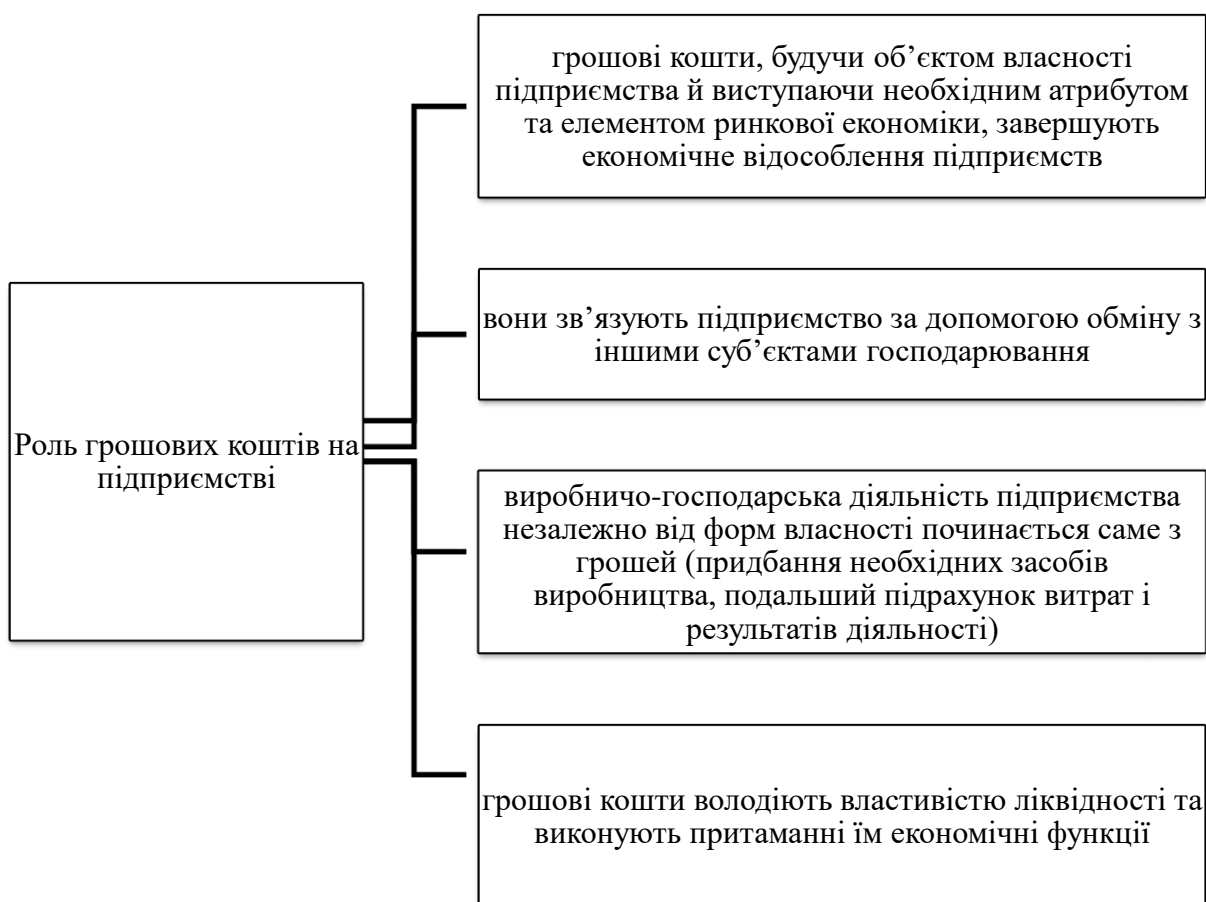 грошові кошти, будучи об’єктом власності
підприємства й виступаючи необхідним атрибутом
та елементом ринкової економіки, завершують
економічне відособлення підприємств
вони зв’язують підприємство за допомогою обміну з
іншими суб’єктами господарювання
Роль грошових коштів на
підприємстві
виробничо-господарська діяльність підприємства
незалежно від форм власності починається саме з
грошей (придбання необхідних засобів
виробництва, подальший підрахунок витрат і
результатів діяльності)
грошові кошти володіють властивістю ліквідності та
виконують притаманні їм економічні функції